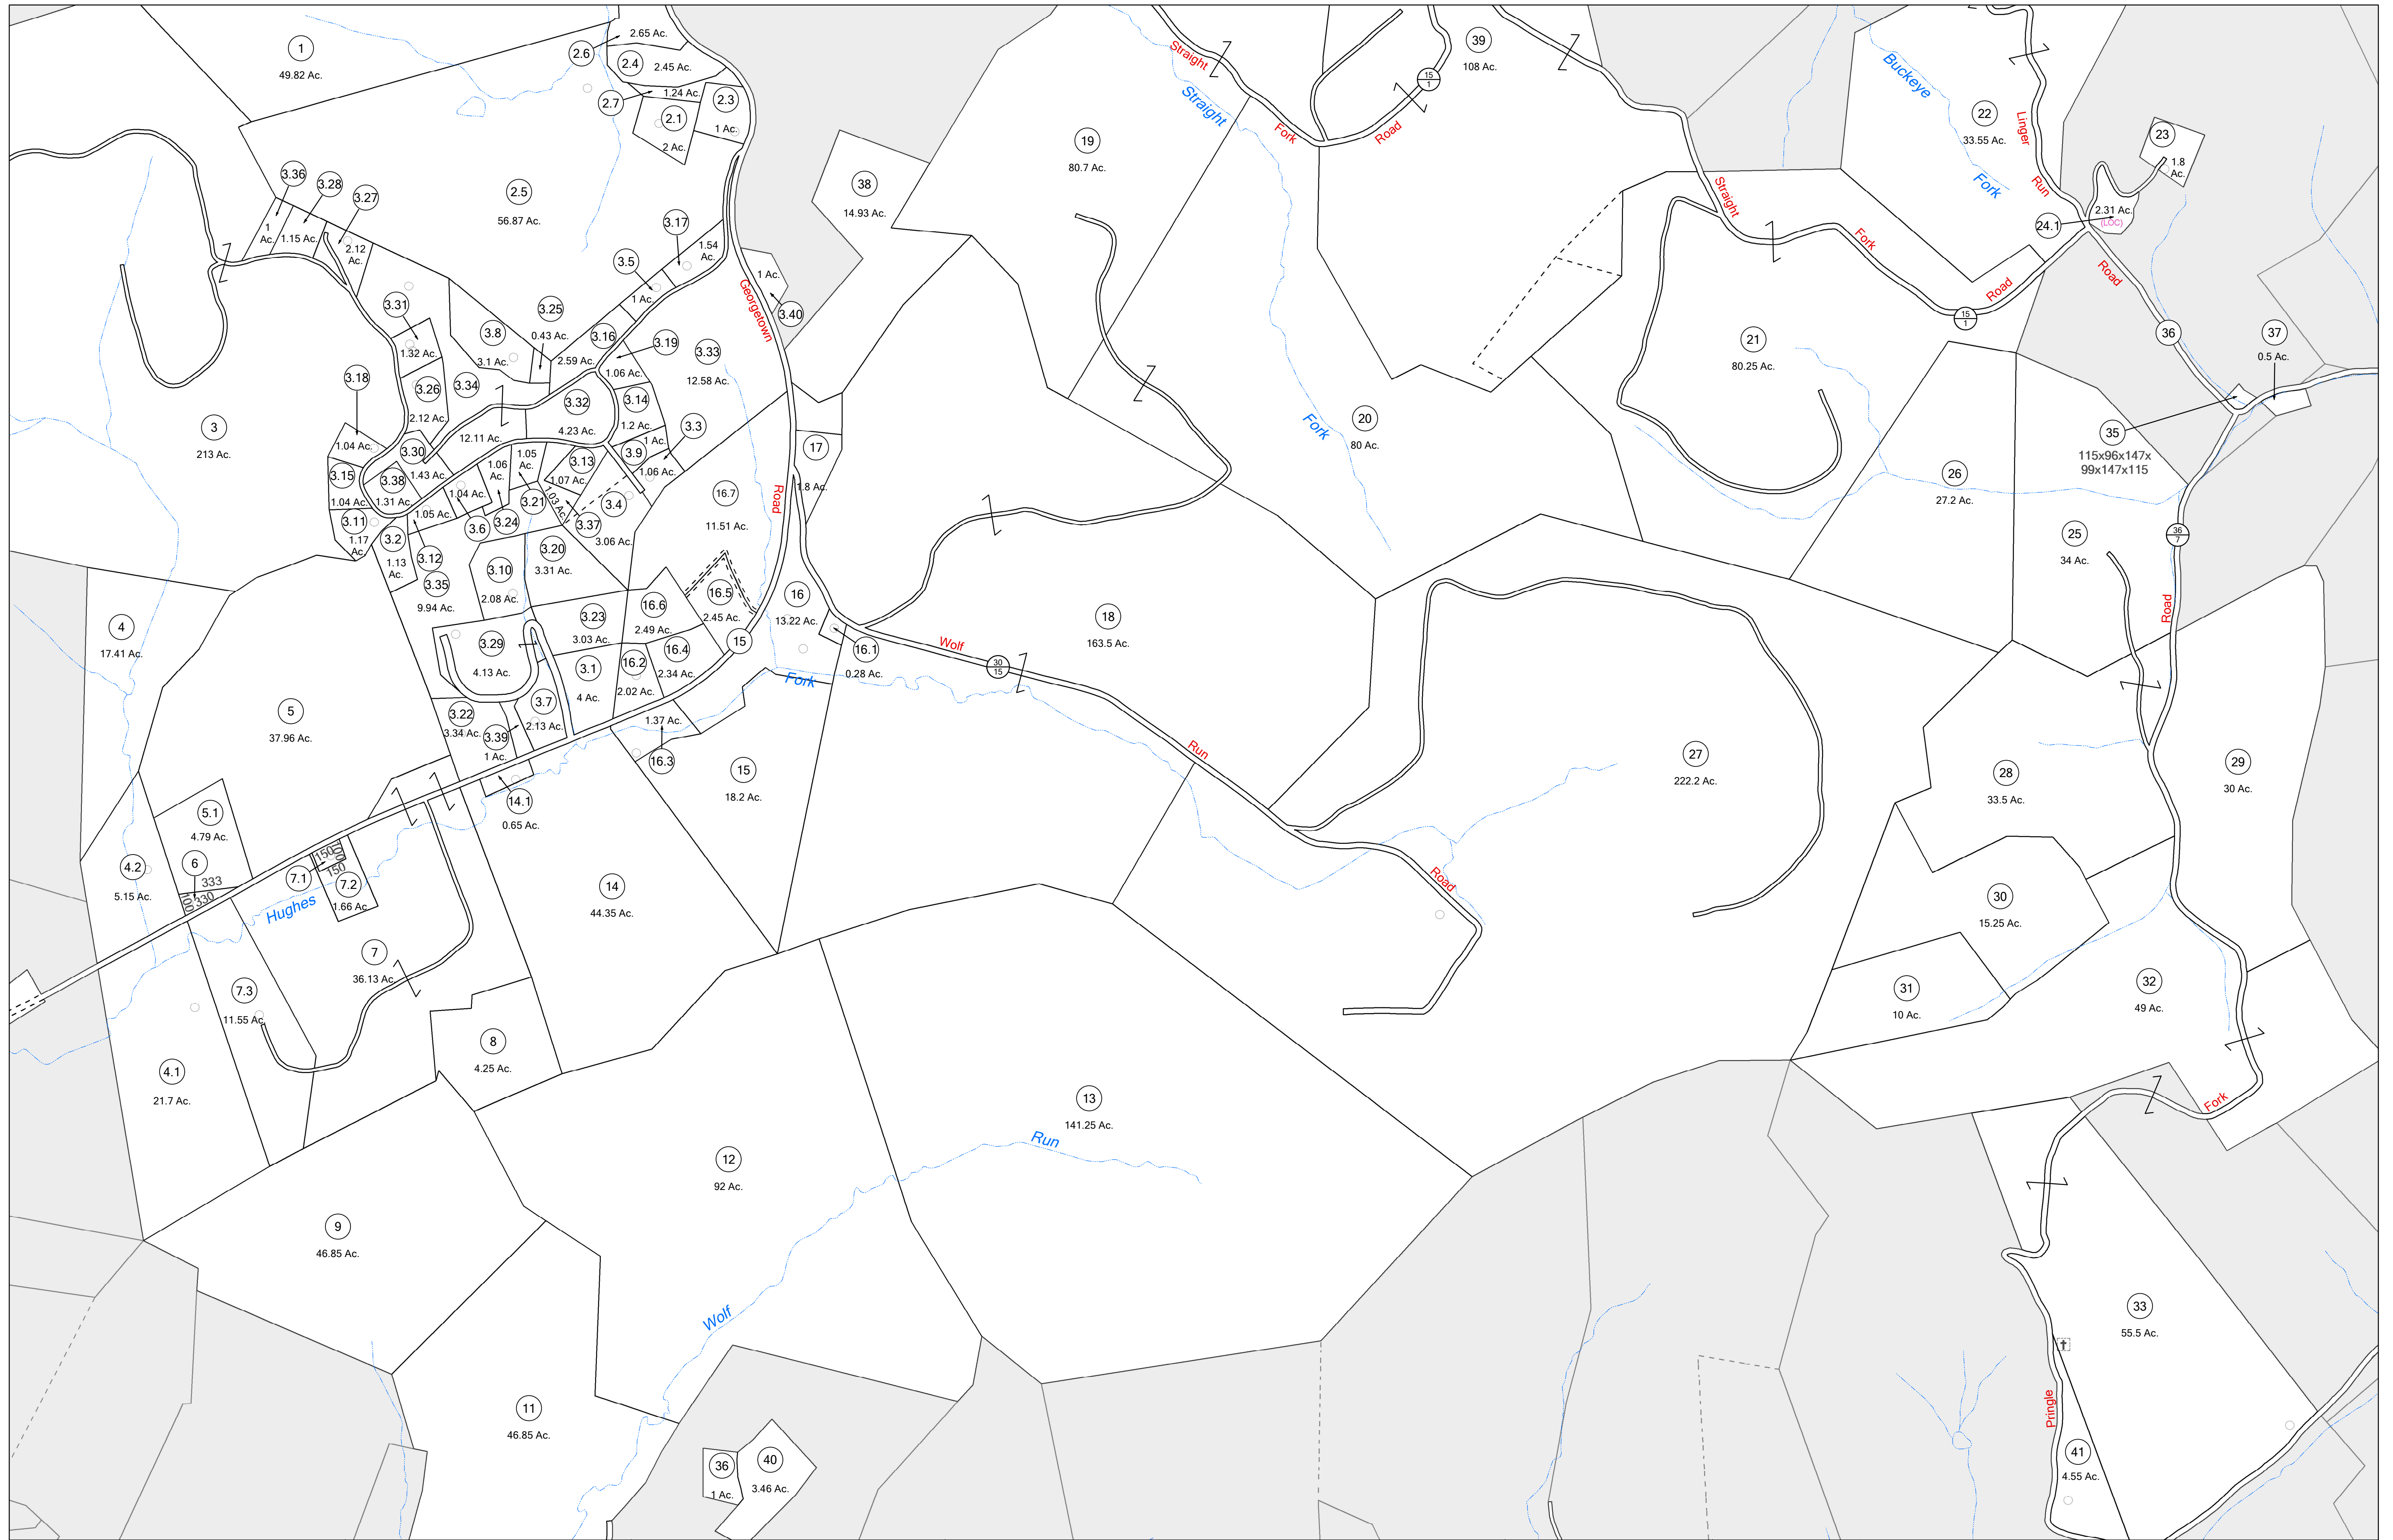 1
49.82 Ac.
2.6
2.65 Ac.
2.4
2.45 Ac.
2.7
1.24 Ac.
2.3
1 Ac.
2.1
2 Ac.
2.5
56.87 Ac.
3.36
1
Ac.
3.28
1.15 Ac.
3.27
2.12
Ac.
3.17
1.54
Ac.
3.5
1 Ac.
3.25
0.43 Ac.
3.16
2.59 Ac.
3.8
3.1 Ac.
3.31
1.32 Ac.
3.26
2.12 Ac.
3.34
12.11 Ac.
3.19
1.06 Ac.
3.33
12.58 Ac.
3.40
1 Ac.
Georgetown
Road
3.18
1.04 Ac.
3.32
4.23 Ac.
3.14
1.2 Ac.
3.3
1.06 Ac.
3.9
1 Ac.
3
213 Ac.
3.15
1.04 Ac.
3.30
1.43 Ac.
3.38
1.31 Ac.
3.11
1.17
Ac.
3.2
1.13
Ac.
3.12
1.05 Ac.
3.6
1.04 Ac.
3.24
1.06
Ac.
3.21
1.05
Ac.
3.13
1.07 Ac.
3.37
1.03 Ac.
3.4
3.06 Ac.
3.35
9.94 Ac.
3.10
2.08 Ac.
3.20
3.31 Ac.
3.23
3.03 Ac.
3.29
4.13 Ac.
3.1
4 Ac.
3.7
2.13 Ac.
3.22
3.34 Ac.
3.39
1 Ac.
16.7
11.51 Ac.
16.6
2.49 Ac.
16.5
2.45 Ac.
16.4
2.34 Ac.
16.2
2.02 Ac.
16.3
1.37 Ac.
15
16
13.22 Ac.
16.1
0.28 Ac.
17
1.8 Ac.
38
14.93 Ac.
19
80.7 Ac.
Straight
Fork
Road
15
1
Straight
Fork
39
108 Ac.
20
80 Ac.
Straight
Fork
Road
15
1
21
80.25 Ac.
Buckeye
Fork
22
33.55 Ac.
Linger
Run
Road
23
1.8
Ac.
24.1
2.31 Ac.
(LOC)
36
37
0.5 Ac.
35
115x96x147x
99x147x115
36
7
Road
26
27.2 Ac.
25
34 Ac.
18
163.5 Ac.
Wolf
30
15
Run
Road
Fork
27
222.2 Ac.
28
33.5 Ac.
29
30 Ac.
30
15.25 Ac.
31
10 Ac.
32
49 Ac.
Fork
33
55.5 Ac.
Pringle
†
41
4.55 Ac.
4
17.41 Ac.
5
37.96 Ac.
5.1
4.79 Ac.
4.2
5.15 Ac.
6
333
330
100
7.1
150
100
150
7.2
1.66 Ac.
Hughes
7
36.13 Ac.
7.3
11.55 Ac.
4.1
21.7 Ac.
14.1
0.65 Ac.
14
44.35 Ac.
15
18.2 Ac.
8
4.25 Ac.
9
46.85 Ac.
11
46.85 Ac.
12
92 Ac.
13
141.25 Ac.
Run
Wolf
36
1 Ac.
40
3.46 Ac.